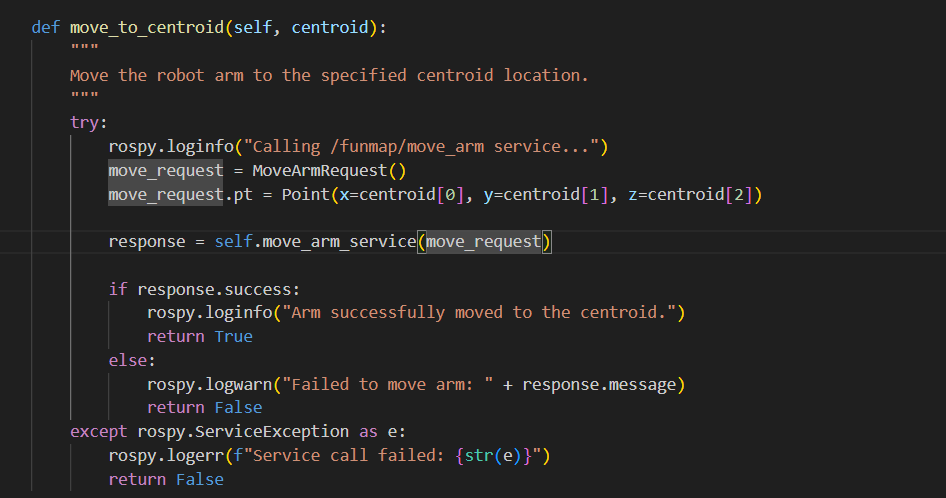 def move_to_centroid(self, centroid):
"""
Move the robot arm to the specified centroid location.
"""
try:
rospy.loginfo("Calling /funmap/move_arm service...")
move_request = MoveArmRequest()
move_request.pt = Point(x=centroid[0], y=centroid[1], z=centroid[2])
response = self.move_arm_service(move_request)
if response.success:
rospy.loginfo("Arm successfully moved to the centroid.")
return True
else:
rospy.logwarn("Failed to move arm: " + response.message)
return False
except rospy.ServiceException as e:
rospy.logerr(f"Service call failed: {str(e)}")
return False